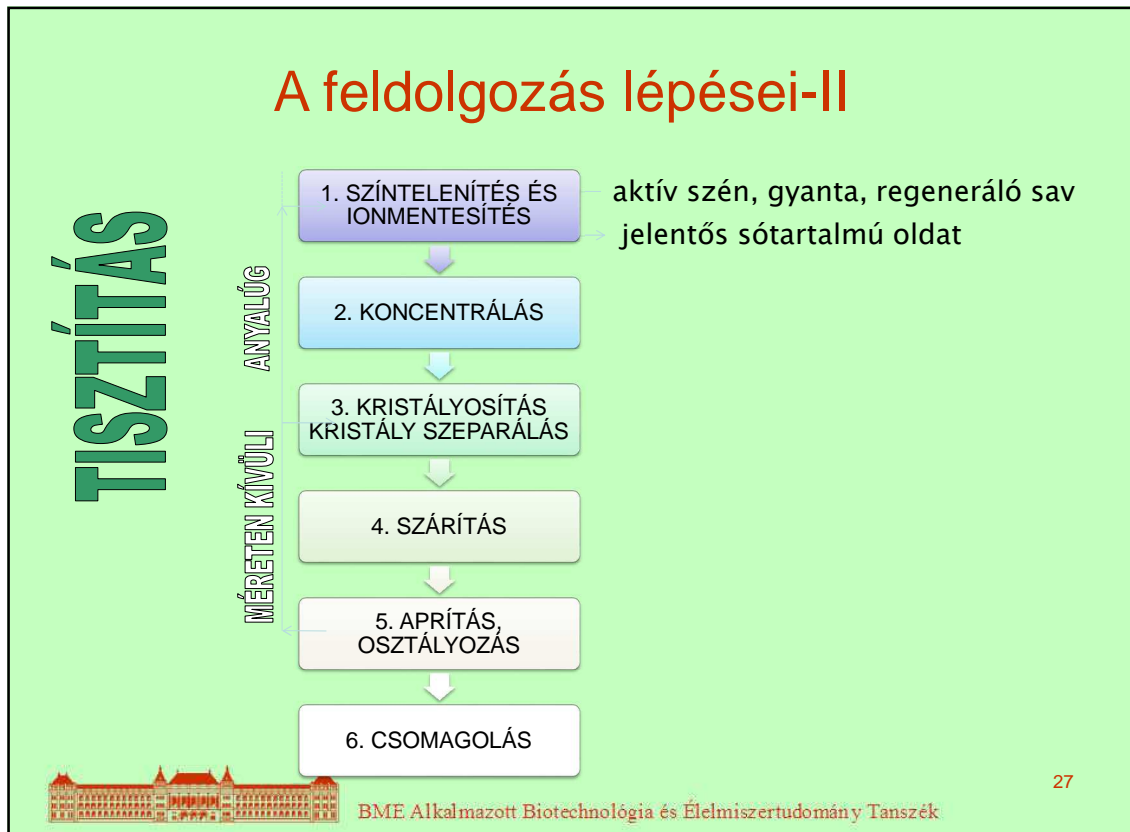 A feldolgozás lépései-II
TISZTÍTÁS
ANYALÚG
MÉRETEN KÍVÜLI
1. SZÍNTELENÍTÉS ÉS
IONMENTESÍTÉS
aktív szén, gyanta, regeneráló sav
jelentős sótartalmú oldat
2. KONCENTRÁLÁS
3. KRISTÁLYOSÍTÁS
KRISTÁLY SZEPARÁLÁS
4. SZÁRÍTÁS
5. APRÍTÁS,
OSZTÁLYOZÁS
6. CSOMAGOLÁS
27
BME Alkalmazott Biotechnológia és Élelmiszertudomány Tanszék